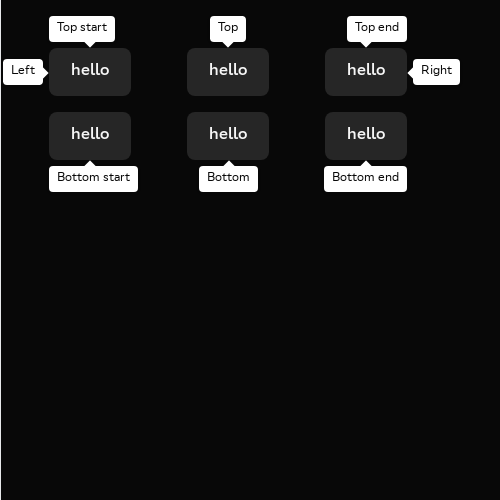 Top start Top Top end
Left hello hello hello Right
hello hello hello
Bottom start Bottom Bottom end